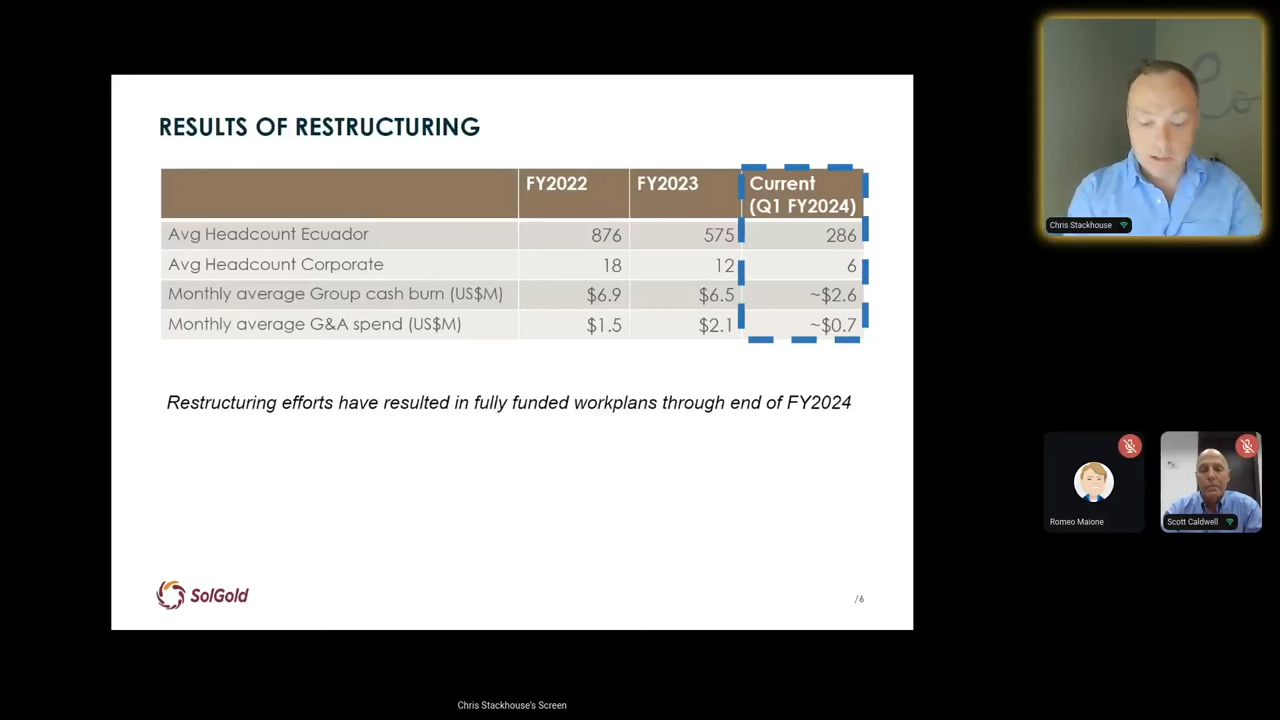 RESULTS OF RESTRUCTURING
FY2022 FY2023 Current
(Q1 FY2024)
Avg Headcount Ecuador 876 575 286
Avg Headcount Corporate 18 12 6
Monthly average Group cash burn (US$M) $6.9 $6.5 ~$2.6
Monthly average G&A spend (US$M) $1.5 $2.1 ~$0.7
Restructuring efforts have resulted in fully funded workplans through end of FY2024
SolGold
/6
Chris Stackhouse
Romeo Maione
Scott Caldwell
Chris Stackhouse's Screen